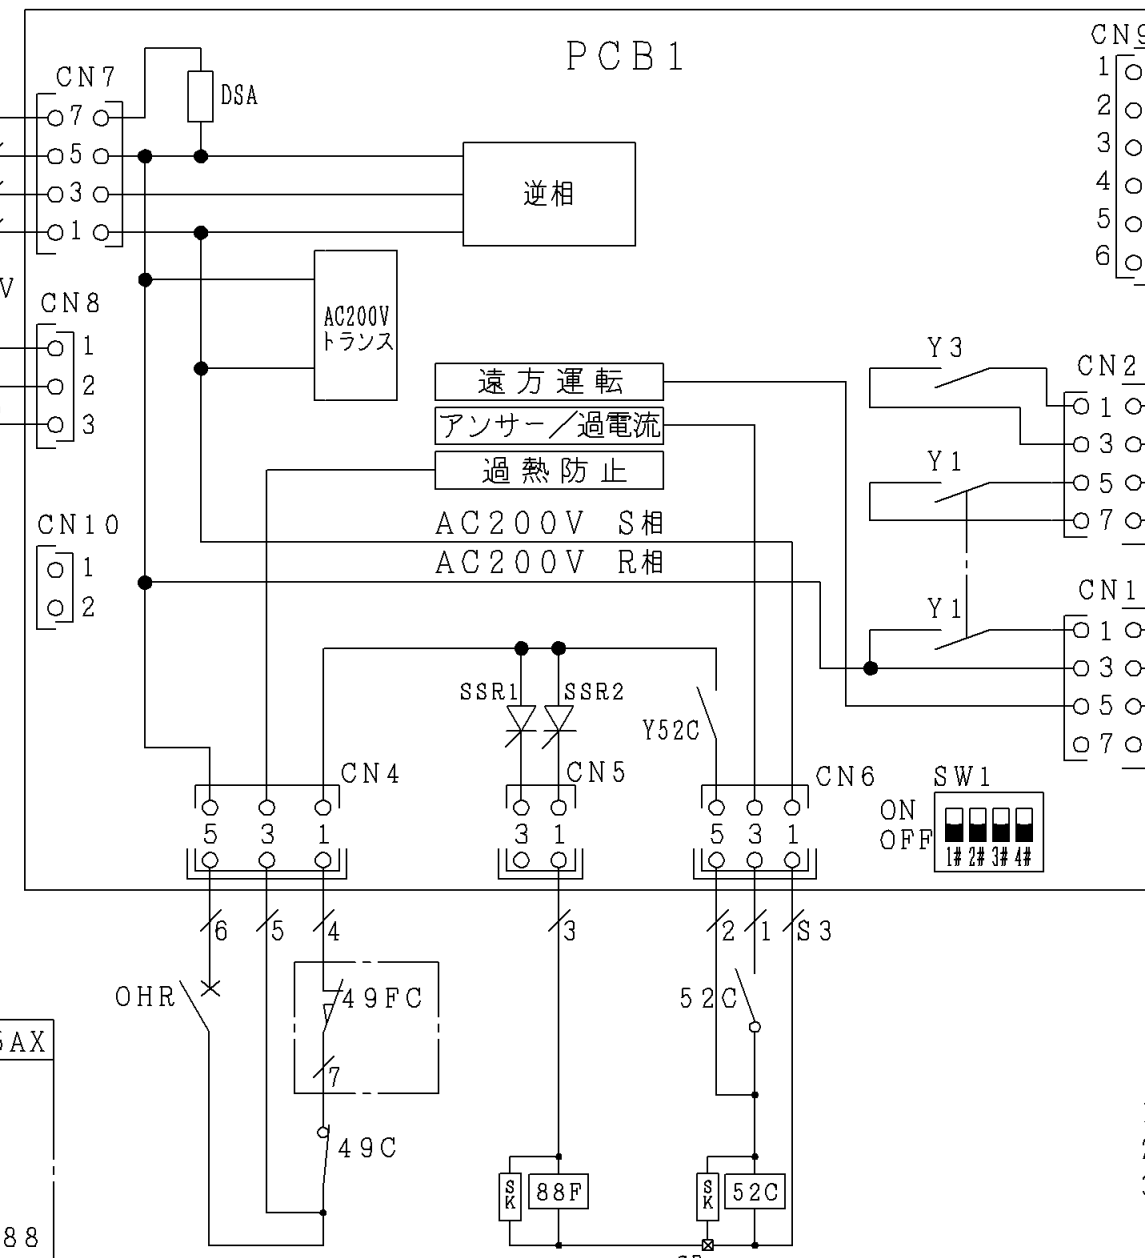 PCB1
CN9
1
2
3
4
5
6
CN7
7
5
3
1
DSA
逆相
V
CN8
1
2
3
AC200V
トランス
遠方運転
アンサー/過電流
過熱防止
Y3
CN2
1
3
5
7
Y1
CN10
1
2
AC200V S相
AC200V R相
Y1
CN1
1
3
5
7
SSR1
SSR2
Y52C
CN4
5
3
1
CN5
3
1
CN6
5
3
1
SW1
ON
OFF
1# 2# 3# 4#
6
5
4
3
2
1
S3
OHR
49FC
7
49C
52C
AX
SK
88F
SK
52C
88